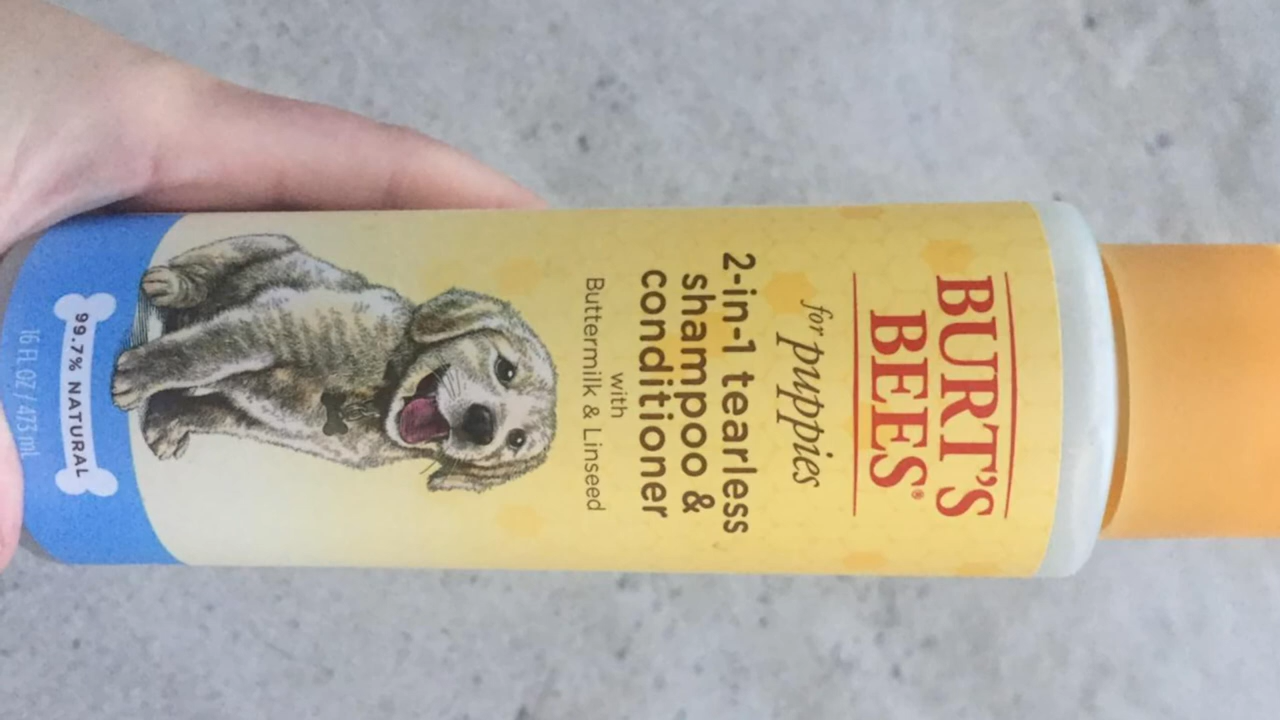 BURT'S
BEES®
for puppies
2-in-1 tearless
shampoo &
conditioner
with
Buttermilk & Linseed
99.7% NATURAL
16 FL OZ / 473 mL